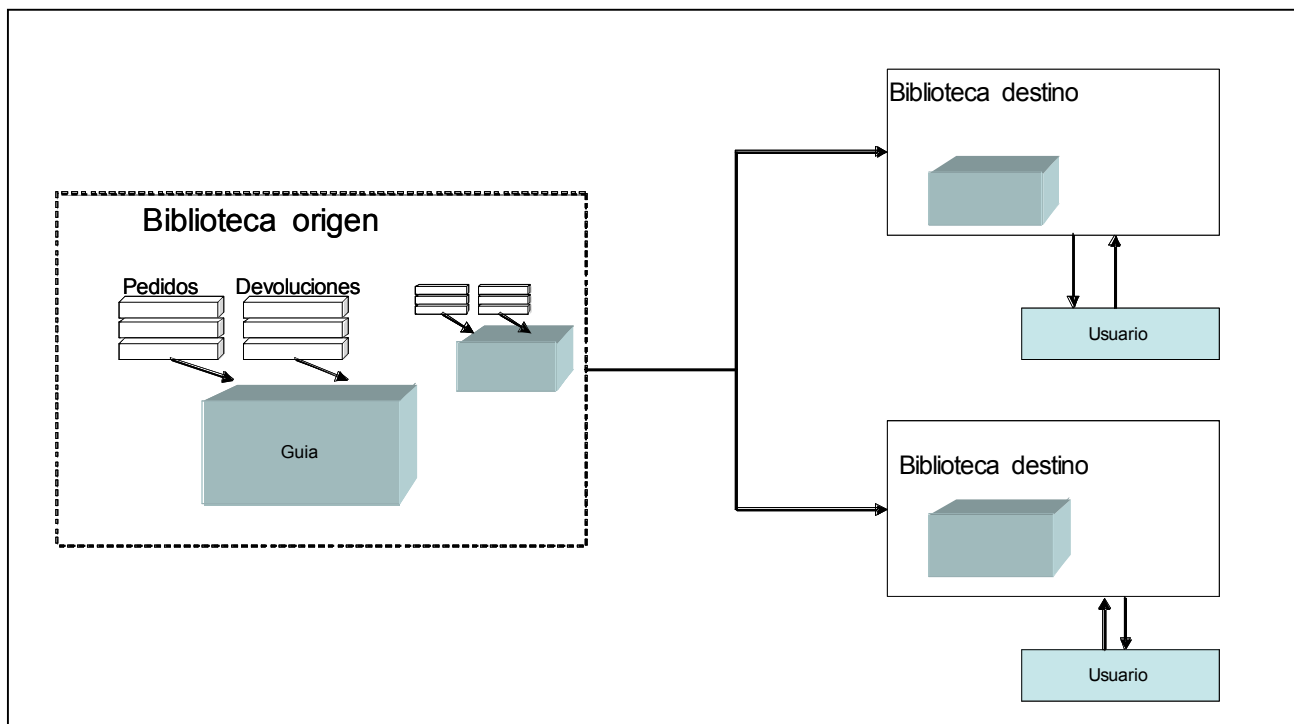 Biblioteca origen
Pedidos
Devoluciones
Guia
Biblioteca destino
Usuario
Biblioteca destino
Usuario